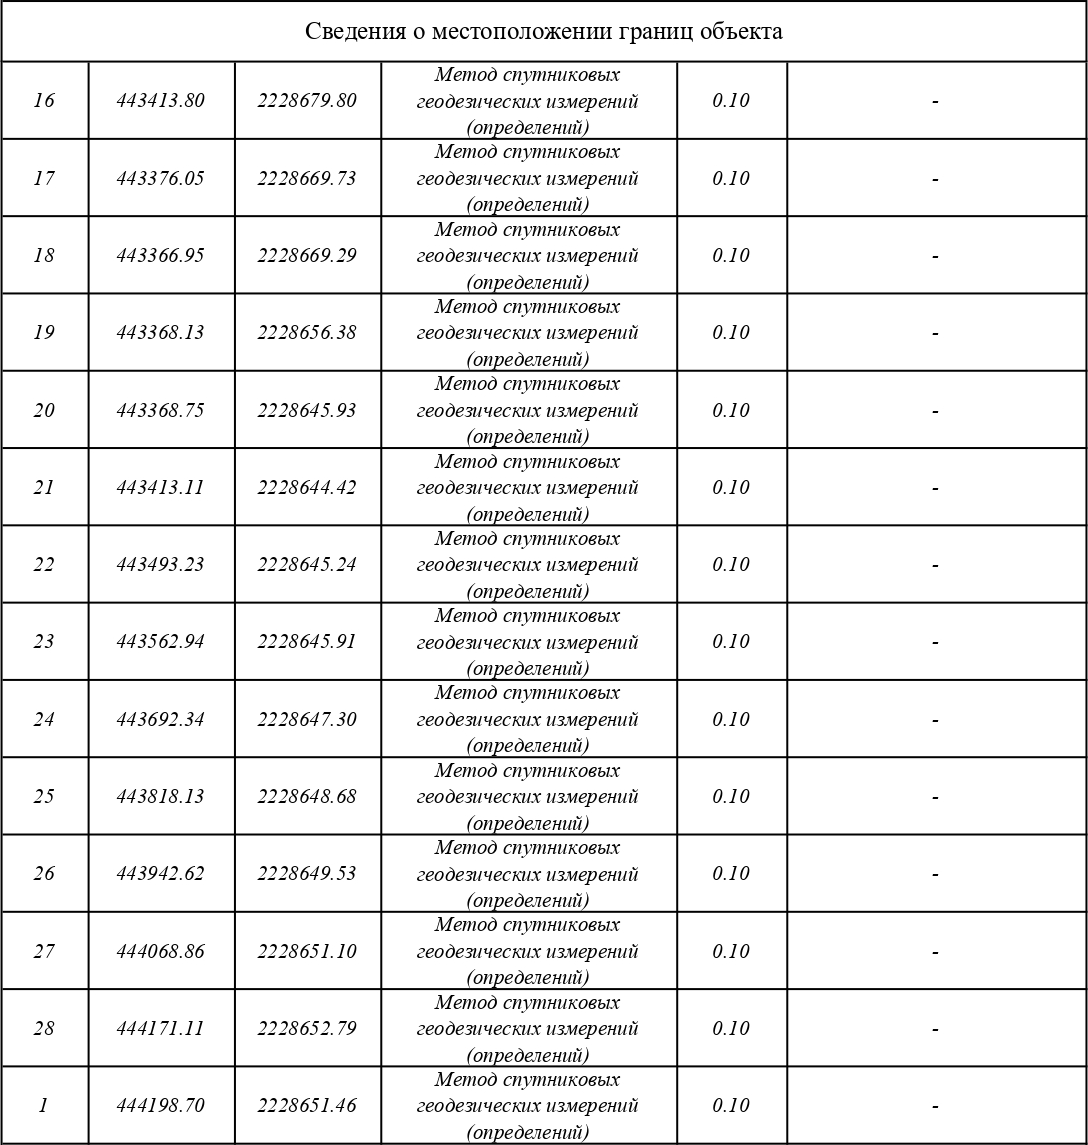 Сведения о местоположении границ объекта
Метод спутниковых
16 443413.80 2228679.80 геодезических измерений 0.10 -
(определений)
Метод спутниковых
17 443376.05 2228669.73 геодезических измерений 0.10 -
(определений)
Метод спутниковых
18 443366.95 2228669.29 геодезических измерений 0.10 -
(определений)
Метод спутниковых
19 443368.13 2228656.38 геодезических измерений 0.10 -
(определений)
Метод спутниковых
20 443368.75 2228645.93 геодезических измерений 0.10 -
(определений)
Метод спутниковых
21 443413.11 2228644.42 геодезических измерений 0.10 -
(определений)
Метод спутниковых
22 443493.23 2228645.24 геодезических измерений 0.10 -
(определений)
Метод спутниковых
23 443562.94 2228645.91 геодезических измерений 0.10 -
(определений)
Метод спутниковых
24 443692.34 2228647.30 геодезических измерений 0.10 -
(определений)
Метод спутниковых
25 443818.13 2228648.68 геодезических измерений 0.10 -
(определений)
Метод спутниковых
26 443942.62 2228649.53 геодезических измерений 0.10 -
(определений)
Метод спутниковых
27 444068.86 2228651.10 геодезических измерений 0.10 -
(определений)
Метод спутниковых
28 444171.11 2228652.79 геодезических измерений 0.10 -
(определений)
Метод спутниковых
1 444198.70 2228651.46 геодезических измерений 0.10 -
(определений)